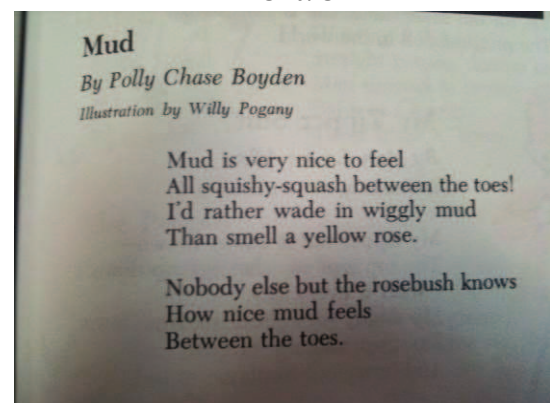 Mud
By Polly Chase Boyden
Illustration by Willy Pogany
Mud is very nice to feel
All squishy-squash between the toes!
I'd rather wade in wiggly mud
Than smell a yellow rose.
Nobody else but the rosebush knows
How nice mud feels
Between the toes.